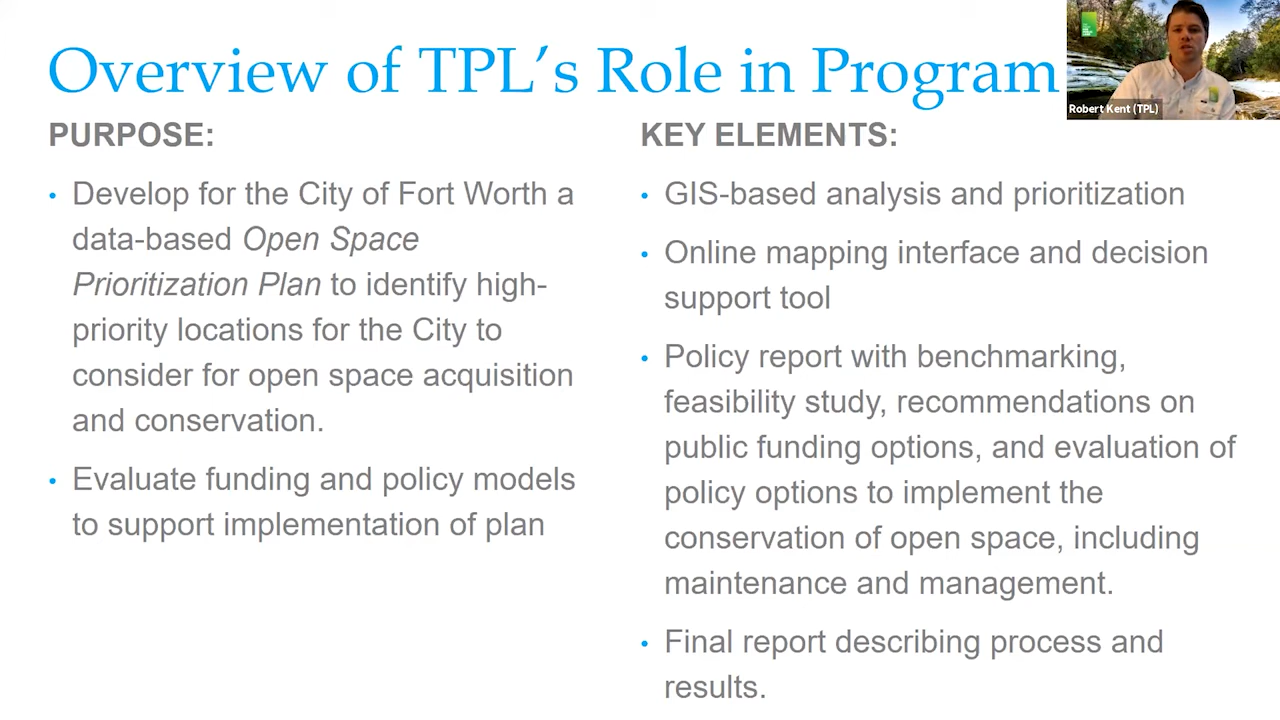 Overview of TPL’s Role in Program
Robert Kent (TPL)
PURPOSE:
• Develop for the City of Fort Worth a
data-based Open Space
Prioritization Plan to identify high-
priority locations for the City to
consider for open space acquisition
and conservation.
• Evaluate funding and policy models
to support implementation of plan
KEY ELEMENTS:
• GIS-based analysis and prioritization
• Online mapping interface and decision
support tool
• Policy report with benchmarking,
feasibility study, recommendations on
public funding options, and evaluation of
policy options to implement the
conservation of open space, including
maintenance and management.
• Final report describing process and
results.